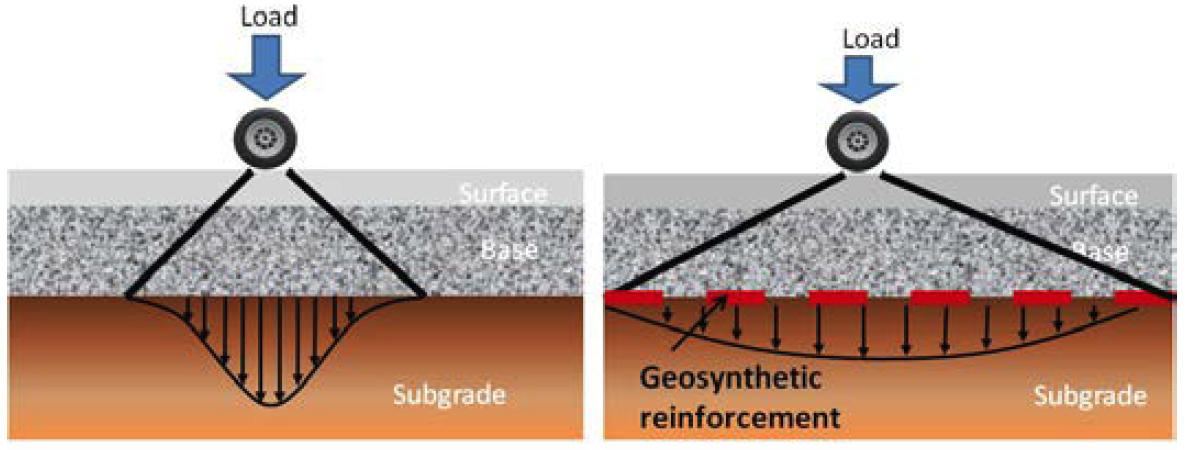 Load
Surface
Base
Subgrade
Load
Surface
Base
Geosynthetic
reinforcement
Subgrade